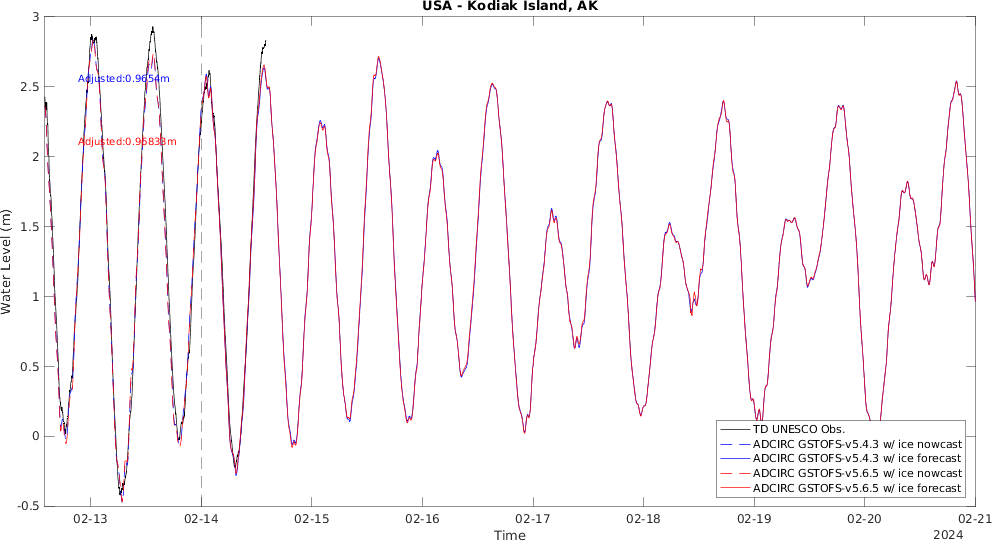 USA - Kodiak Island, AK
3
2.5
2
1.5
1
0.5
0
-0.5
Water Level (m)
Adjusted:0.9654m
Adjusted:0.96833m
TD UNESCO Obs.
ADCIRC GSTOFS-v5.4.3 w/ ice nowcast
ADCIRC GSTOFS-v5.4.3 w/ ice forecast
ADCIRC GSTOFS-v5.6.5 w/ ice nowcast
ADCIRC GSTOFS-v5.6.5 w/ ice forecast
02-13 02-14 02-15 02-16 02-17 02-18 02-19 02-20 02-21
Time
2024